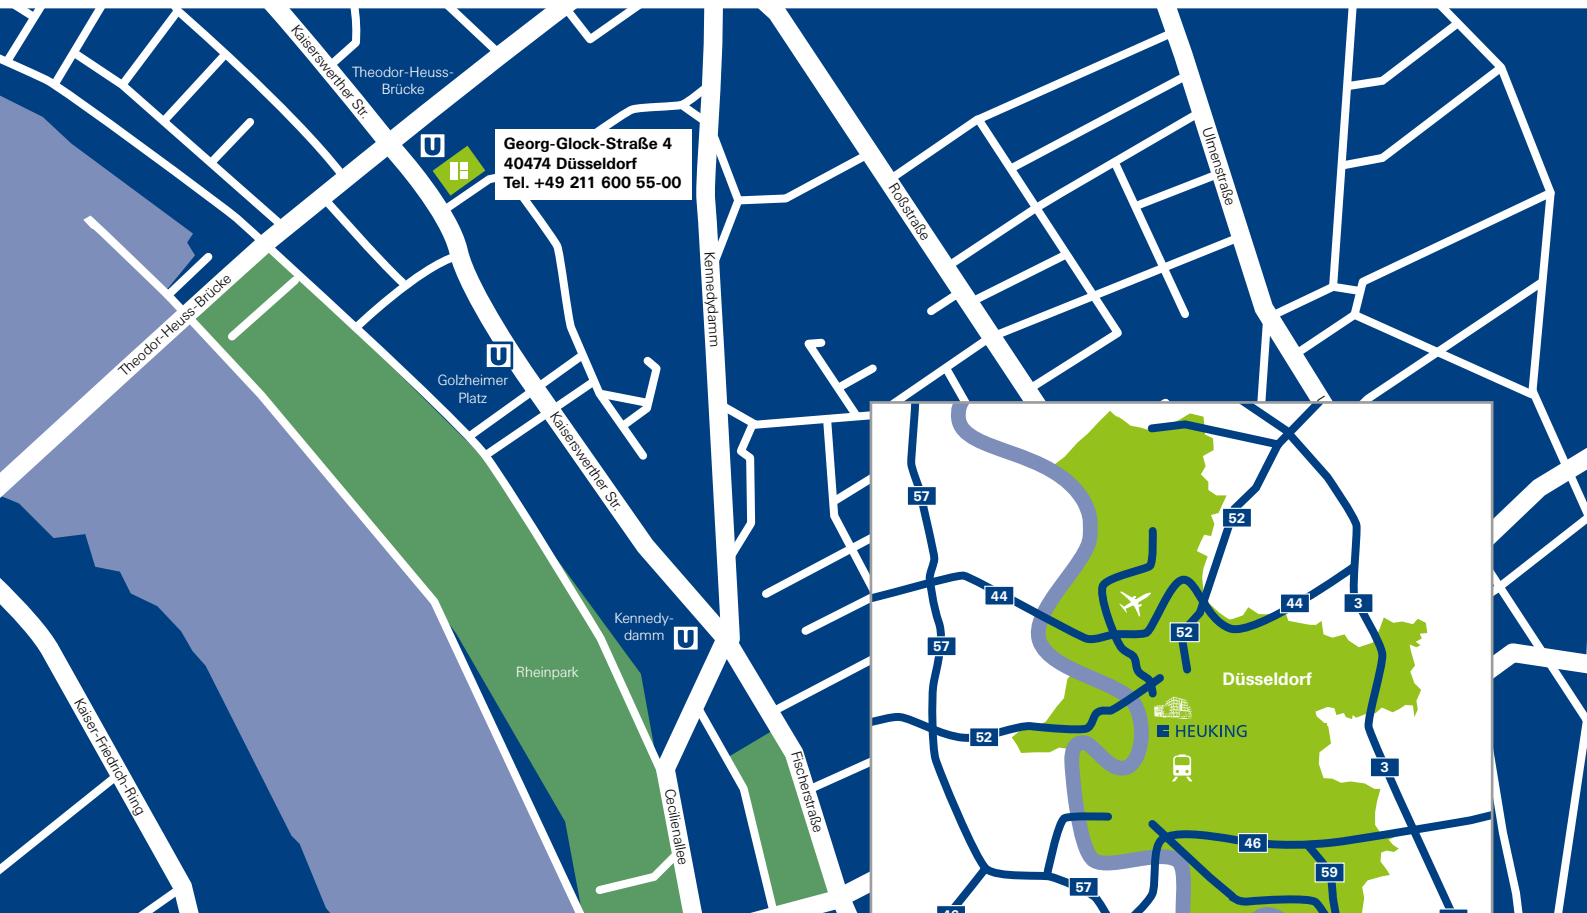 Kaiserswerther Str.
Theodor-Heuss-
Brücke
U
Georg-Glock-Straße 4
40474 Düsseldorf
Tel. +49 211 600 55-00
Ulmenstraße
Roßstraße
Kennedydamm
Theodor-Heuss-Brücke
U
Golzheimer
Platz
Kaiserswerther Str.
Kennedy-
damm
U
Rheinpark
Kaiser-Friedrich-Ring
Cecilienallee
Fischerstraße
57
52
44
44
3
52
57
Düsseldorf
HEUKING
52
3
46
59
57